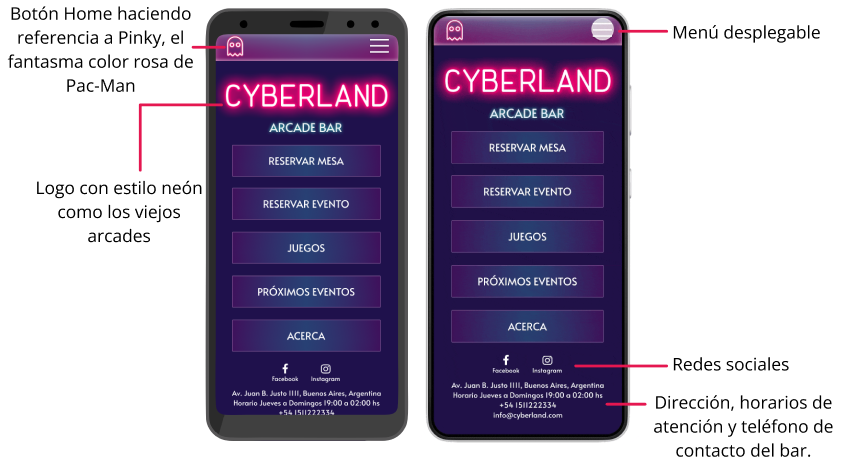 Botón Home haciendo
referencia a Pinky, el
fantasma color rosa de
Pac-Man
Logo con estilo neón
como los viejos
arcades
CYBERLAND
ARCADE BAR
RESERVAR MESA
RESERVAR EVENTO
JUEGOS
PRÓXIMOS EVENTOS
ACERCA
Facebook Instagram
Av. Juan B. Justo 1111, Buenos Aires, Argentina
Horario Jueves a Domingos 19:00 a 02:00 hs
+54 1511222334
CYBERLAND
ARCADE BAR
RESERVAR MESA
RESERVAR EVENTO
JUEGOS
PRÓXIMOS EVENTOS
ACERCA
Facebook Instagram
Av. Juan B. Justo 1111, Buenos Aires, Argentina
Horario Jueves a Domingos 19:00 a 02:00 hs
+54 1511222334
info@cyberland.com
Menú desplegable
Redes sociales
Dirección, horarios de
atención y teléfono de
contacto del bar.